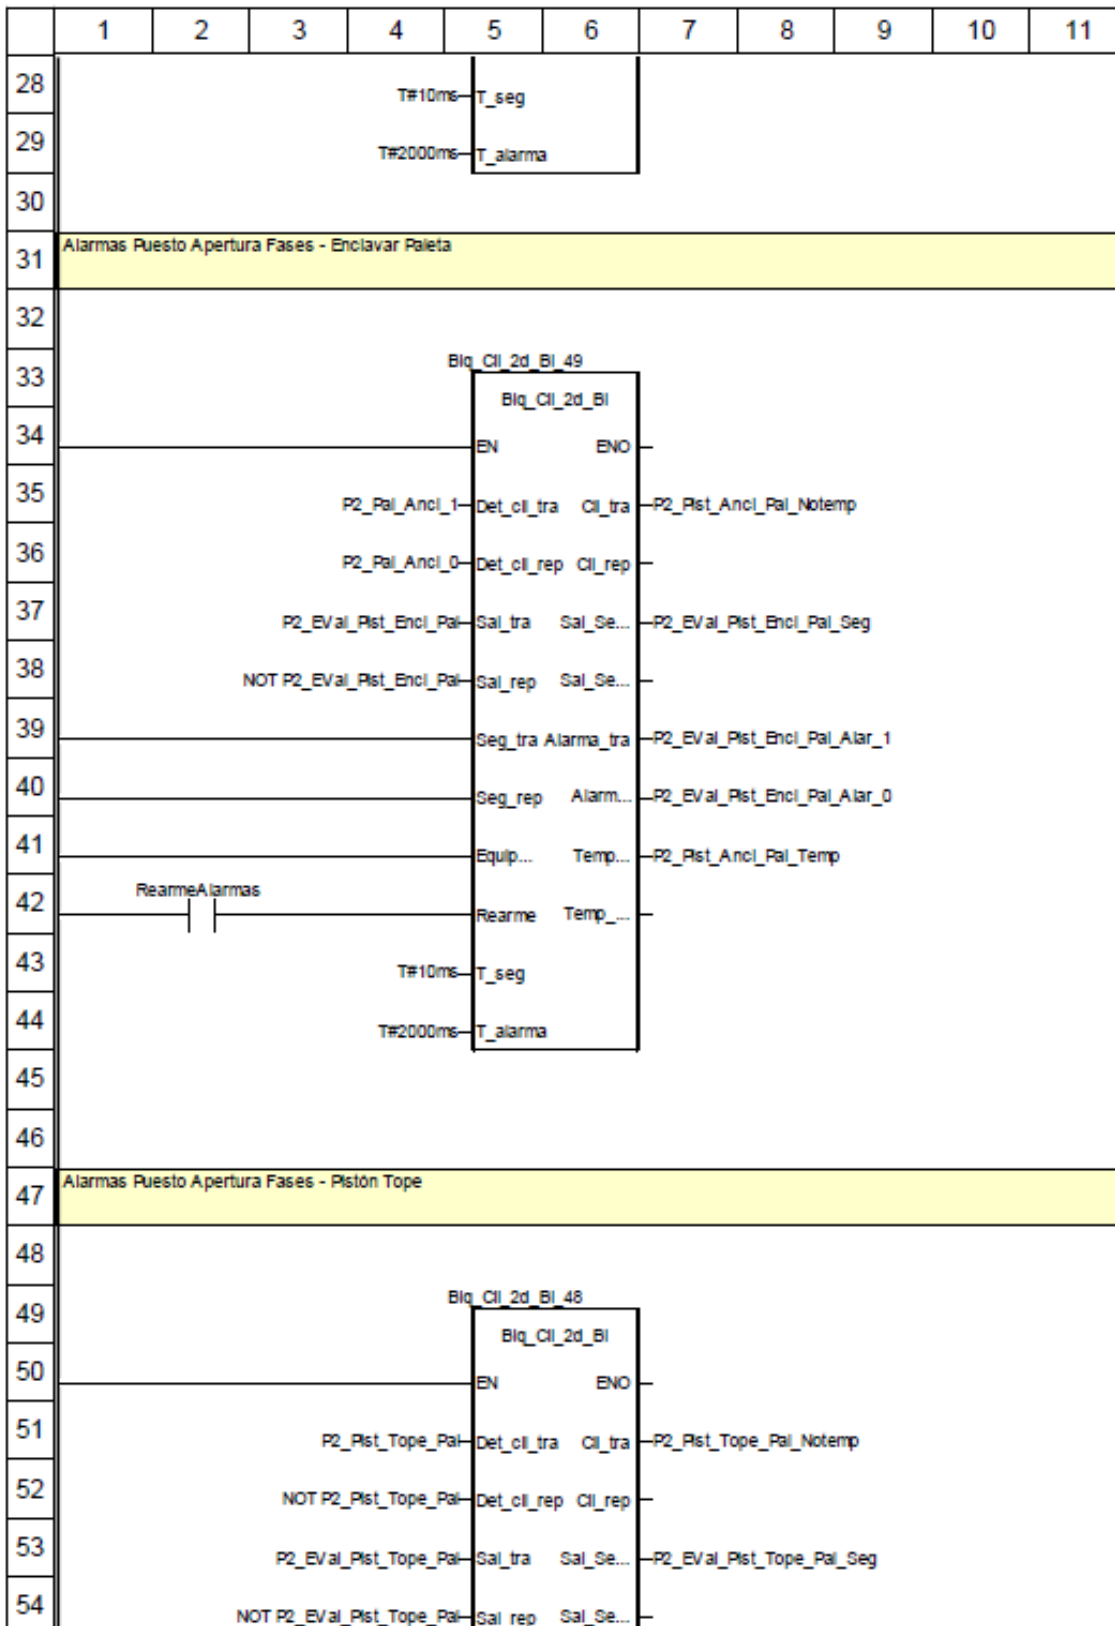 1 2 3 4 5 6 7 8 9 10 11
28
T#10ms T_seg
29
T#2000ms T_alarma
30
31 Alarmas Puesto Apertura Fases - Enclavar Paleta
32
Blq_Cil_2d_Bi_49
33
Blq_Cil_2d_Bi
34
EN ENO
35
P2_Pal_Ancl_1 Det_cil_tra Cil_tra P2_Pist_Ancl_Pal_Notemp
36
P2_Pal_Ancl_0 Det_cil_rep Cil_rep
37
P2_EVal_Pist_Encl_Pal Sal_tra Sal_Se... P2_EVal_Pist_Encl_Pal_Seg
38
NOT P2_EVal_Pist_Encl_Pal Sal_rep Sal_Se...
39
Seg_tra Alarma_tra P2_EVal_Pist_Encl_Pal_Alar_1
40
Seg_rep Alarm... P2_EVal_Pist_Encl_Pal_Alar_0
41
Equip... Temp... P2_Pist_Ancl_Pal_Temp
RearmeAlarmas
42
Rearme Temp_...
43
T#10ms T_seg
44
T#2000ms T_alarma
45
46
47 Alarmas Puesto Apertura Fases - Pistón Tope
48
Blq_Cil_2d_Bi_48
49
Blq_Cil_2d_Bi
50
EN ENO
51
P2_Pist_Tope_Pal Det_cil_tra Cil_tra P2_Pist_Tope_Pal_Notemp
52
NOT P2_Pist_Tope_Pal Det_cil_rep Cil_rep
53
P2_EVal_Pist_Tope_Pal Sal_tra Sal_Se... P2_EVal_Pist_Tope_Pal_Seg
54
NOT P2_EVal_Pist_Tope_Pal Sal_rep Sal_Se...